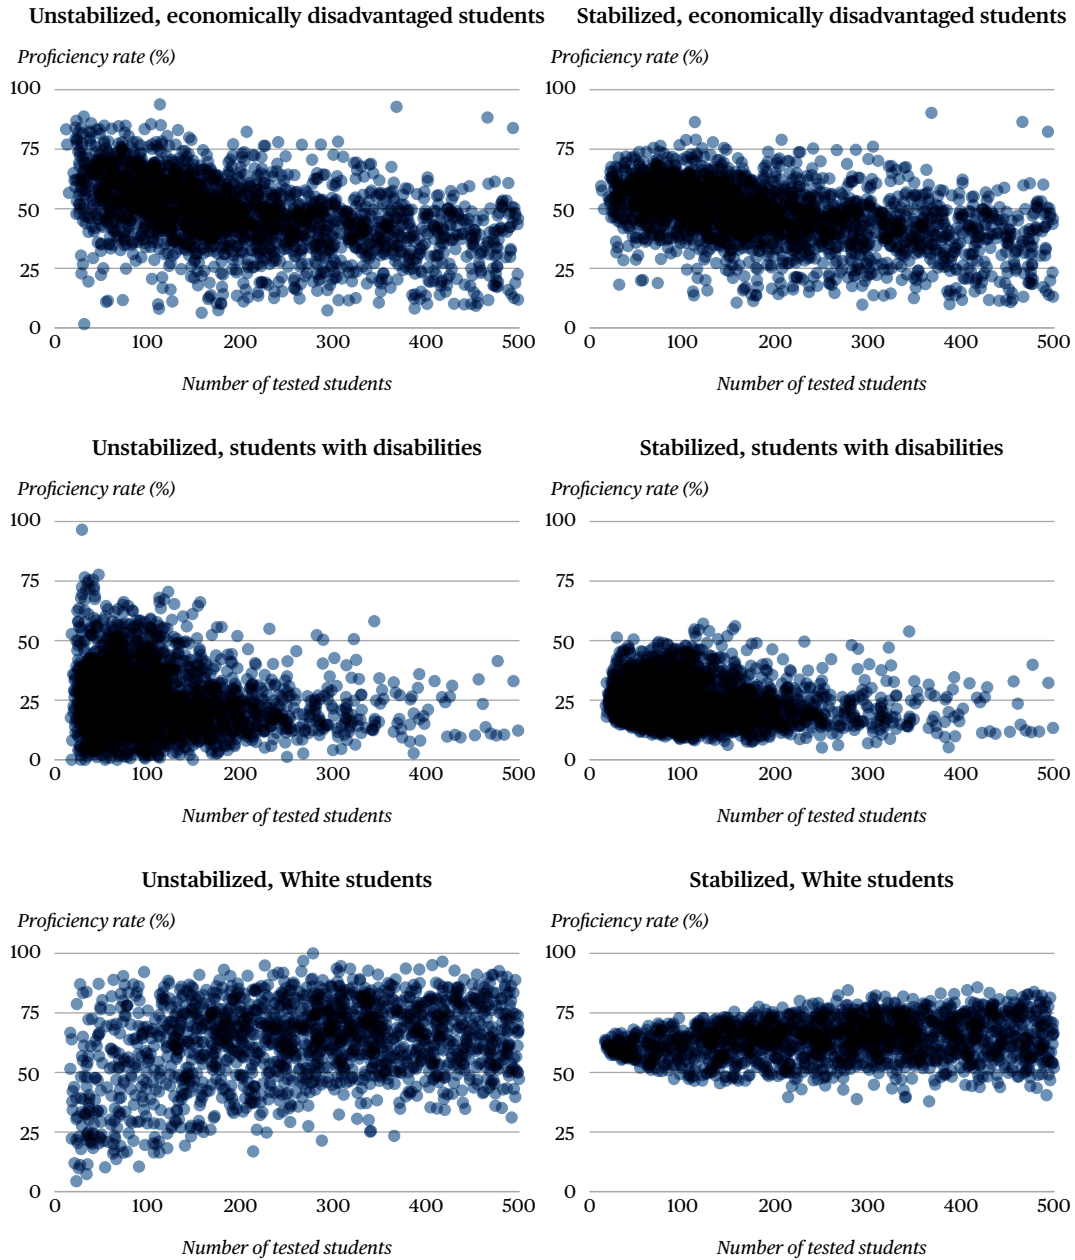 Unstabilized, economically disadvantaged students
Stabilized, economically disadvantaged students
Proficiency rate (%)
Proficiency rate (%)
100
75
50
25
0
0 100 200 300 400 500
Number of tested students
100
75
50
25
0
0 100 200 300 400 500
Number of tested students
Unstabilized, students with disabilities
Stabilized, students with disabilities
Proficiency rate (%)
Proficiency rate (%)
100
75
50
25
0
0 100 200 300 400 500
Number of tested students
100
75
50
25
0
0 100 200 300 400 500
Number of tested students
Unstabilized, White students
Stabilized, White students
Proficiency rate (%)
Proficiency rate (%)
100
75
50
25
0
0 100 200 300 400 500
Number of tested students
100
75
50
25
0
0 100 200 300 400 500
Number of tested students